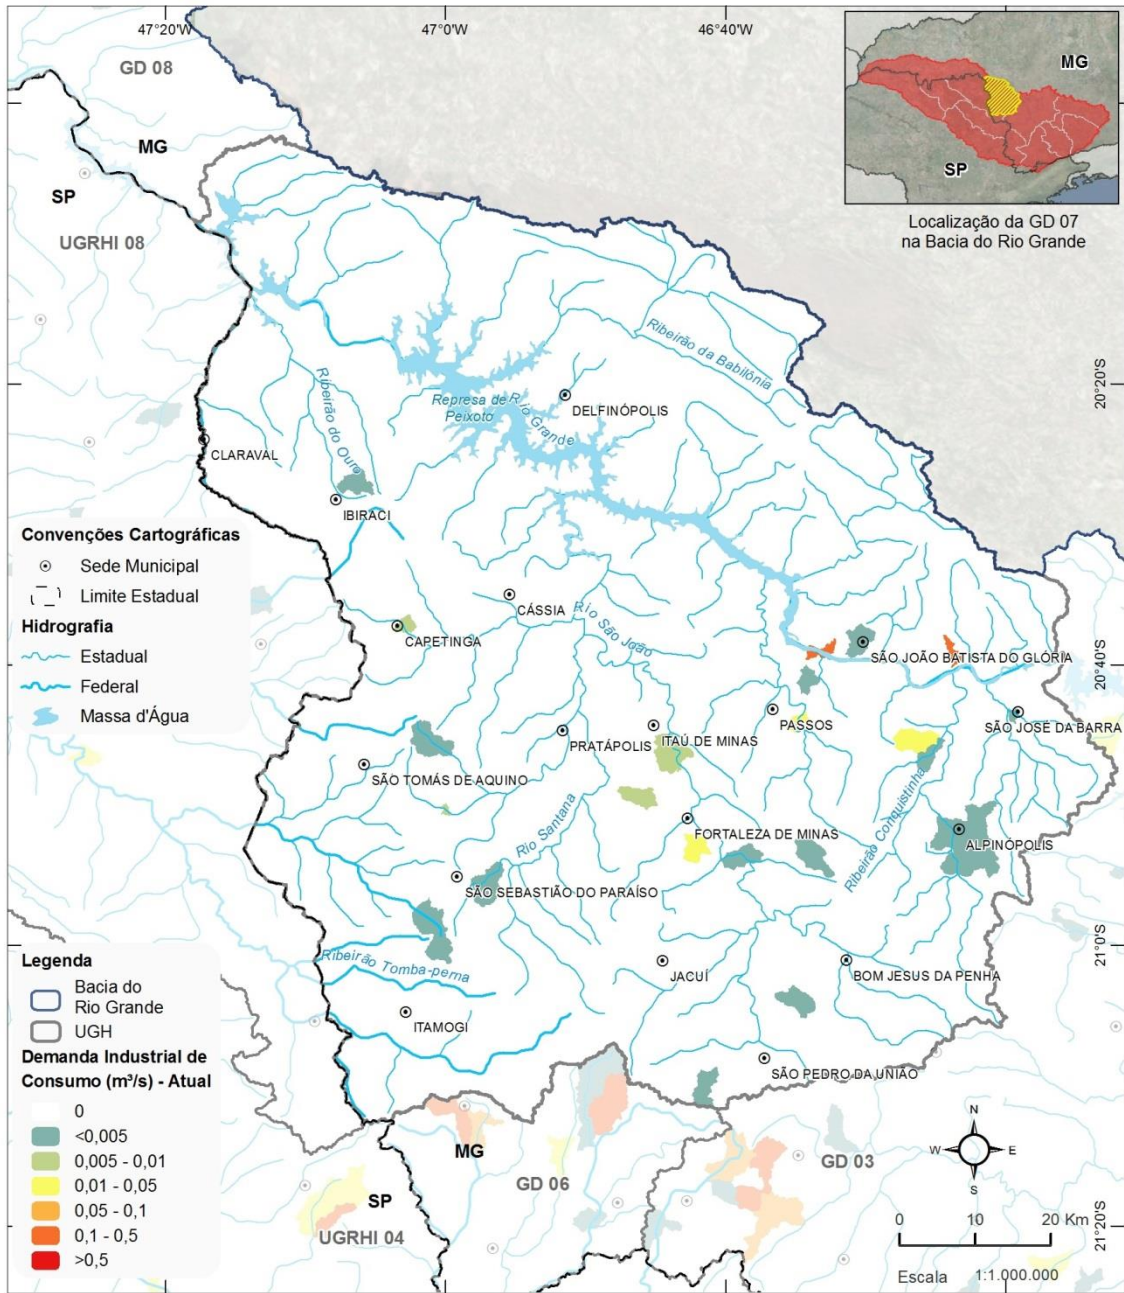 47°20'W
47°0'W
46°40'W
GD 08
MG
SP
UGRHI 08
MG
SP
Localização da GD 07
na Bacia do Rio Grande
20°20'S
20°40'S
21°0'S
21°20'S
Ribeirão da Babilônia
Ribeirão do Ouro
Represa de
Peixoto
Rio Grande
DELFINÓPOLIS
CLARAVAL
IBIRACI
CÁSSIA
CAPETINGA
Rio São João
SÃO JOÃO BATISTA DO GLÓRIA
PASSOS
SÃO JOSÉ DA BARRA
PRATÁPOLIS
ITAÚ DE MINAS
SÃO TOMÁS DE AQUINO
Rio Santana
FORTALEZA DE MINAS
Ribeirão Conquistinha
ALPINÓPOLIS
SÃO SEBASTIÃO DO PARAÍSO
Ribeirão Tomba-perna
JACUÍ
BOM JESUS DA PENHA
ITAMOGI
SÃO PEDRO DA UNIÃO
MG
SP
UGRHI 04
GD 06
GD 03
Convenções Cartográficas
Sede Municipal
Limite Estadual
Hidrografia
Estadual
Federal
Massa d'Água
Legenda
Bacia do
Rio Grande
UGH
Demanda Industrial de
Consumo (m³/s) - Atual
0
<0,005
0,005 - 0,01
0,01 - 0,05
0,05 - 0,1
0,1 - 0,5
>0,5
N
W
E
S
0 10 20 Km
Escala 1:1.000.000